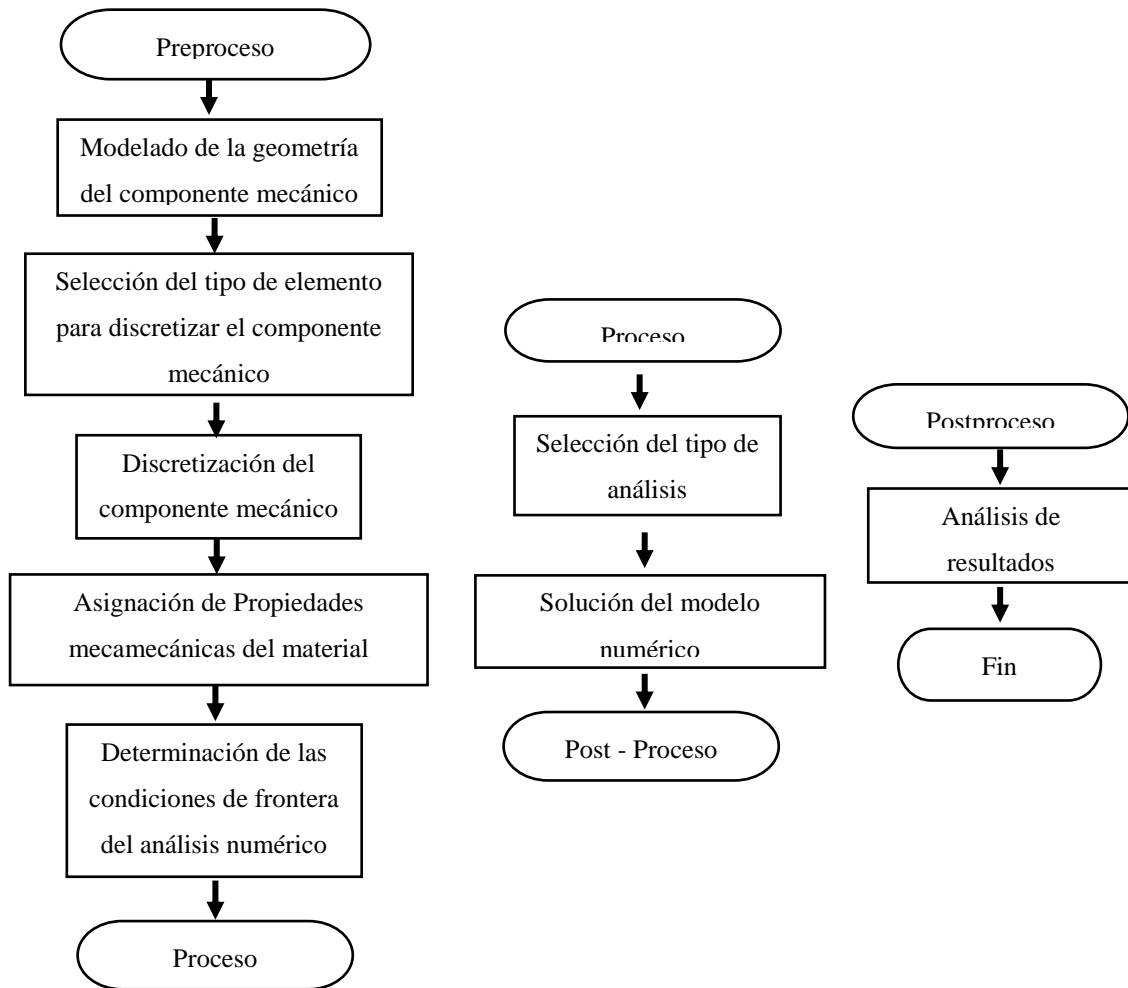 Preproceso
Modelado de la geometría
del componente mecánico
Selección del tipo de elemento
para discretizar el componente
mecánico
Discretización del
componente mecánico
Asignación de Propiedades
mecamecánicas del material
Determinación de las
condiciones de frontera
del análisis numérico
Proceso
Proceso
Selección del tipo de
análisis
Solución del modelo
numérico
Post - Proceso
Postproceso
Análisis de
resultados
Fin